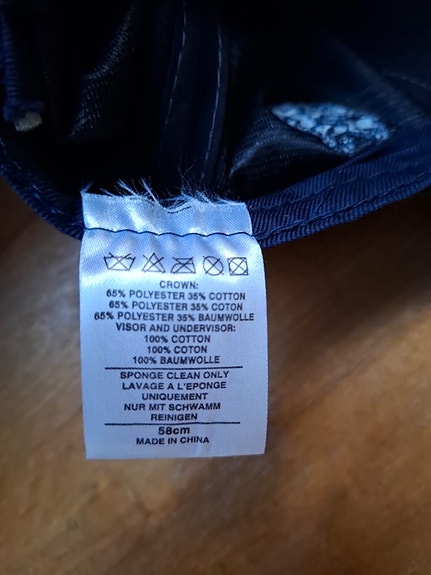 CROWN:
65% POLYESTER 35% COTTON
65% POLYESTER 35% COTON
65% POLYESTER 35% BAUMWOLLE
VISOR AND UNDERVISOR:
100% COTTON
100% COTON
100% BAUMWOLLE
SPONGE CLEAN ONLY
LAVAGE A L'EPONGE
UNIQUEMENT
NUR MIT SCHWAMM
REINIGEN
58cm
MADE IN CHINA